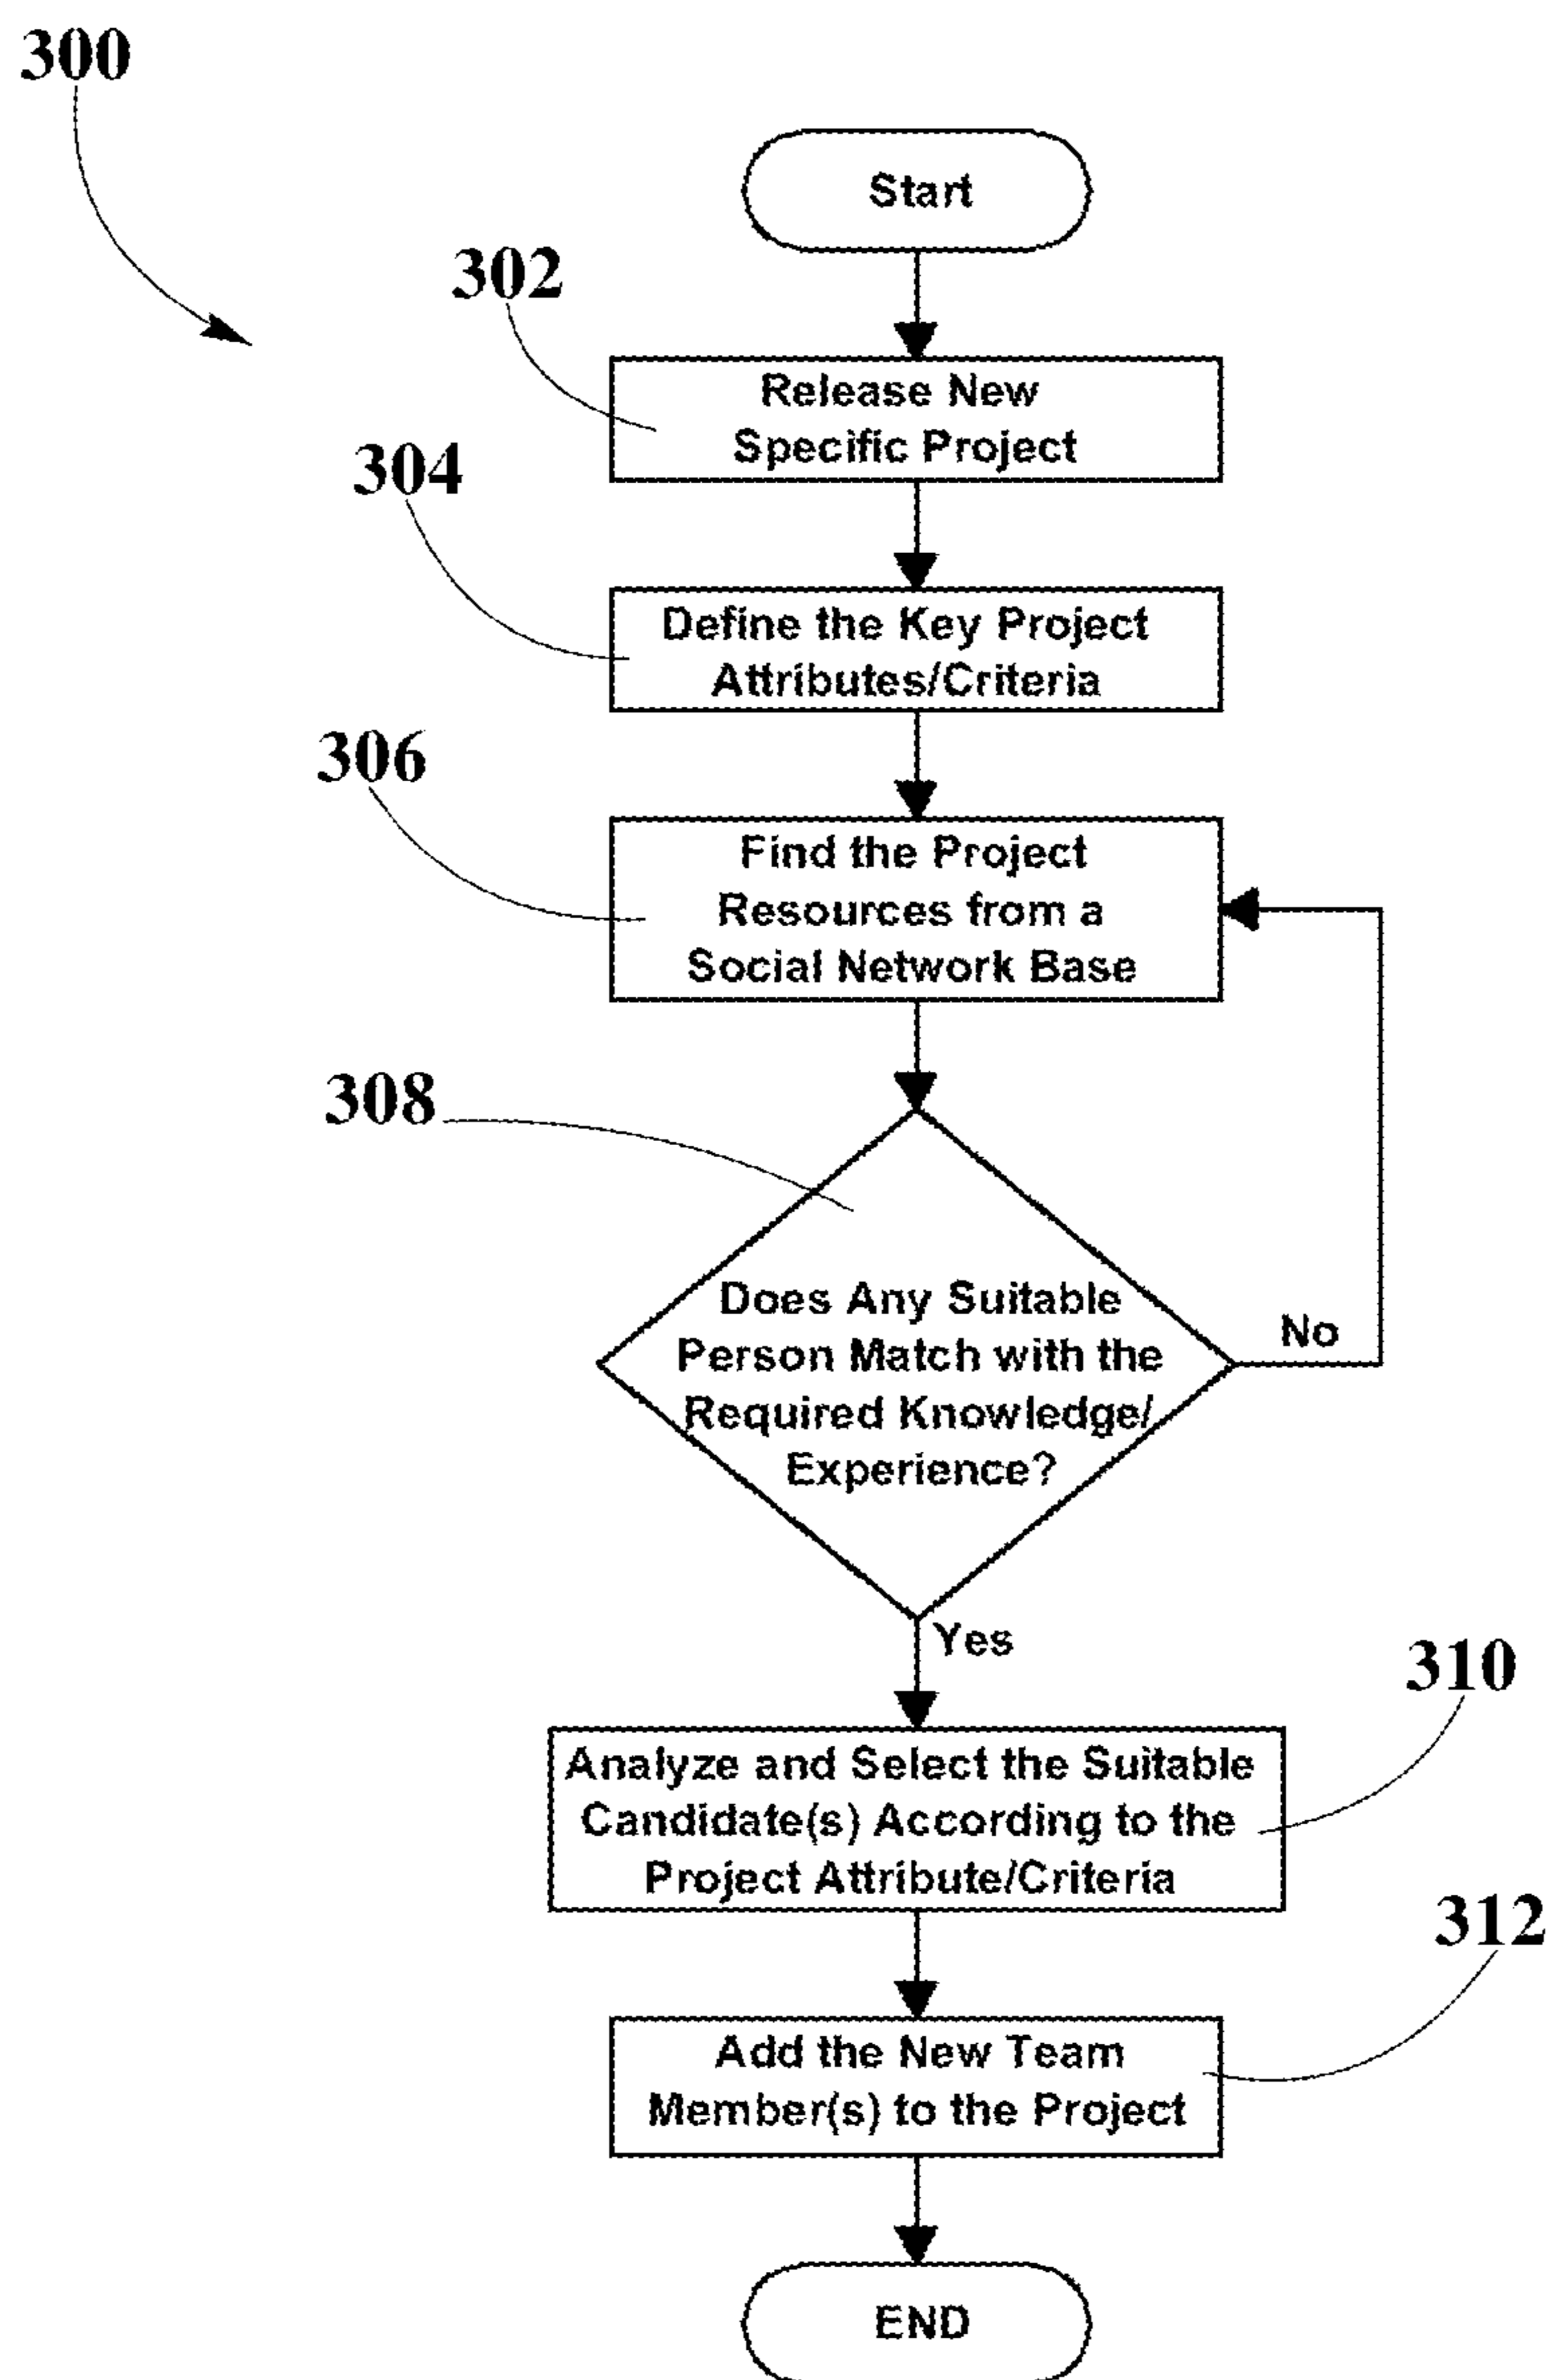 300
Start
302
Release New
Specific Project
304
Define the Key Project
Attributes/Criteria
306
Find the Project
Resources from a
Social Network Base
308
Does Any Suitable
Person Match with the
Required Knowledge/
Experience?
No
Yes
310
Analyze and Select the Suitable
Candidate(s) According to the
Project Attribute/Criteria
312
Add the New Team
Member(s) to the Project
END